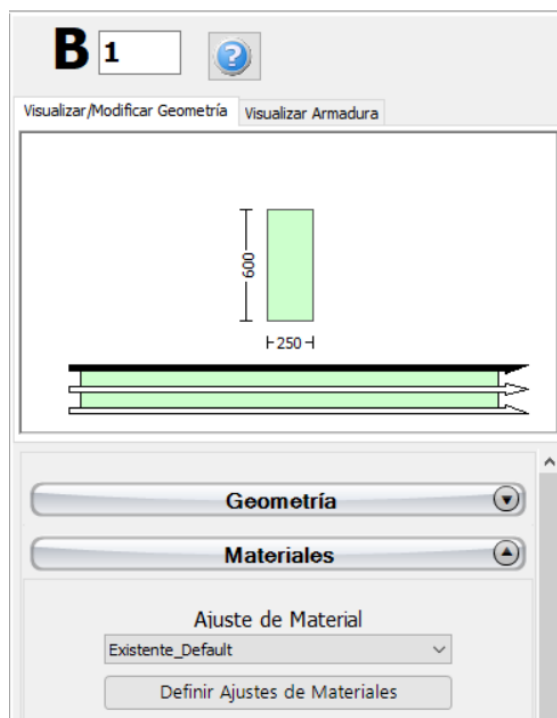 B 1
Visualizar/Modificar Geometría Visualizar Armadura
600
250
Geometría
Materiales
Ajuste de Material
Existente_Default
Definir Ajustes de Materiales